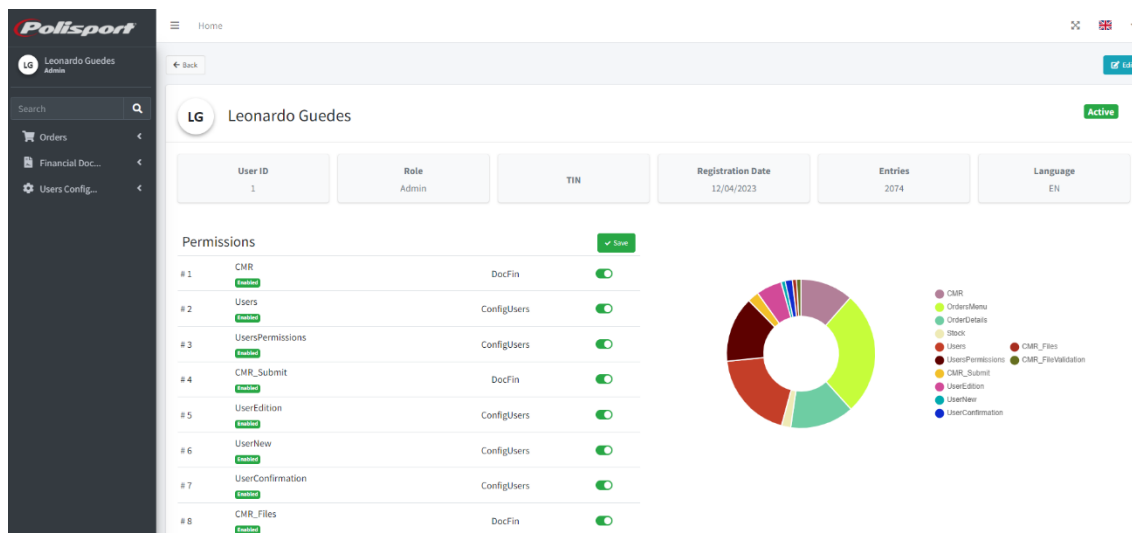 Polisport
Home
LG
Leonardo Guedes
Admin
Search
Orders
Financial Doc...
Users Config...
Back
Edi
LG
Leonardo Guedes
Active
User ID
1
Role
Admin
TIN
Registration Date
12/04/2023
Entries
2074
Language
EN
Permissions
Save
# 1 CMR DocFin
Enabled
# 2 Users ConfigUsers
Enabled
# 3 UsersPermissions ConfigUsers
Enabled
# 4 CMR_Submit DocFin
Enabled
# 5 UserEdition ConfigUsers
Enabled
# 6 UserNew ConfigUsers
Enabled
# 7 UserConfirmation ConfigUsers
Enabled
# 8 CMR_Files DocFin
Enabled
CMR
OrdersMenu
OrderDetails
Stock
Users CMR_Files
UsersPermissions CMR_FileValidation
CMR_Submit
UserEdition
UserNew
UserConfirmation